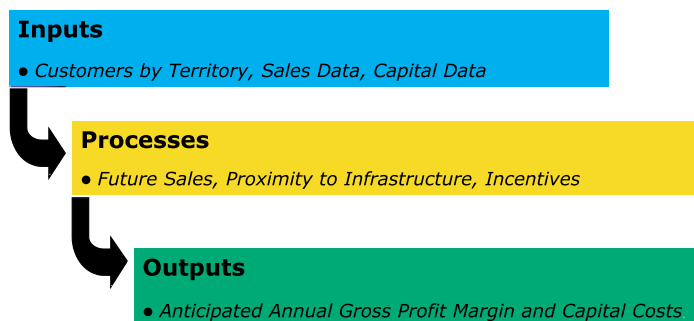 Inputs
• Customers by Territory, Sales Data, Capital Data
Processes
• Future Sales, Proximity to Infrastructure, Incentives
Outputs
• Anticipated Annual Gross Profit Margin and Capital Costs